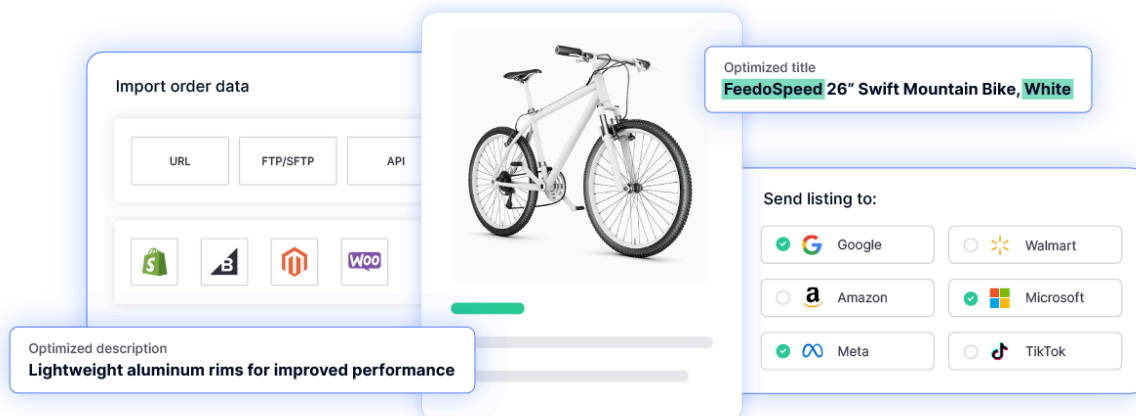 Import order data
URL
FTP/SFTP
API
B
WOO
Optimized description
Lightweight aluminum rims for improved performance
Optimized title
FeedoSpeed 26” Swift Mountain Bike, White
Send listing to:
Google
Walmart
Amazon
Microsoft
Meta
TikTok